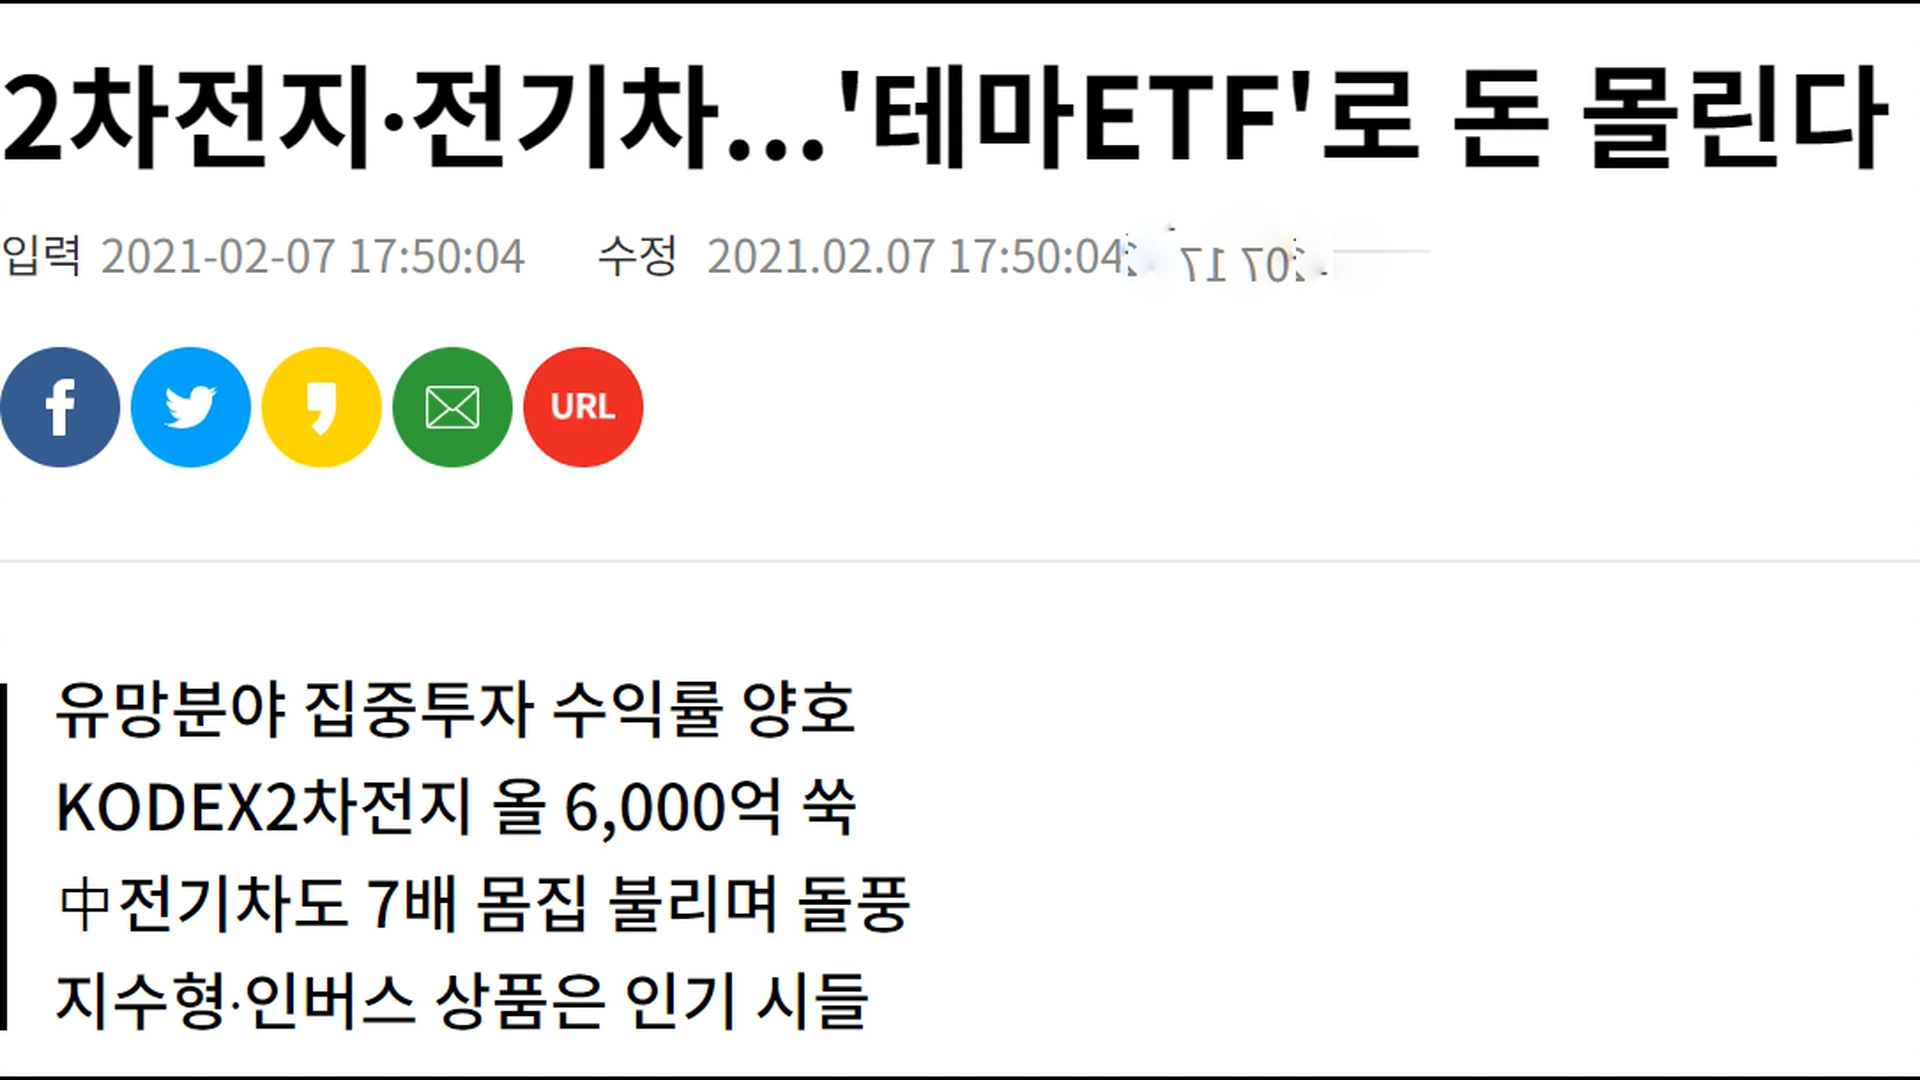 2차전지·전기차...'테마ETF'로 돈 몰린다
입력 2021-02-07 17:50:04 수정 2021.02.07 17:50:04
URL
유망분야 집중투자 수익률 양호
KODEX2차전지 올 6,000억 쑥
中전기차도 7배 몸집 불리며 돌풍
지수형·인버스 상품은 인기 시들